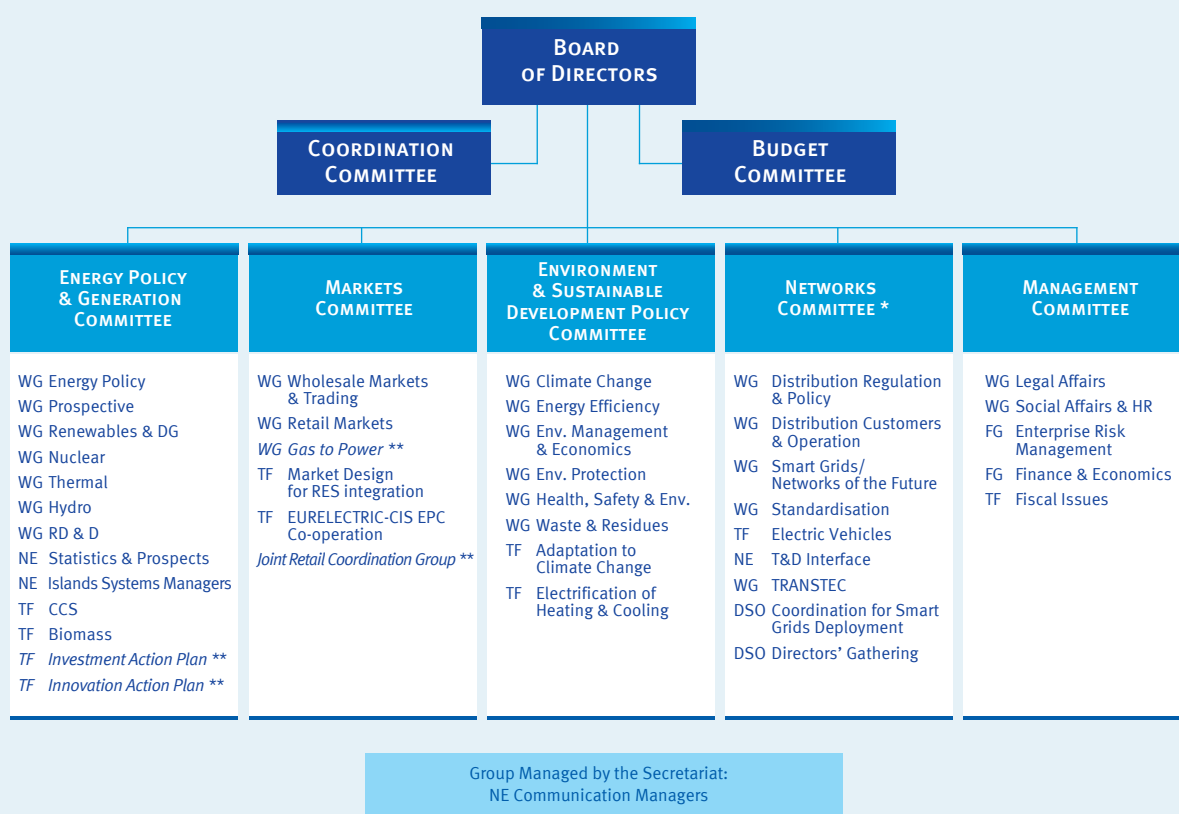 BOARD
OF DIRECTORS
COORDINATION
COMMITTEE
BUDGET
COMMITTEE
ENERGY POLICY
& GENERATION
COMMITTEE
WG Energy Policy
WG Prospective
WG Renewables & DG
WG Nuclear
WG Thermal
WG Hydro
WG RD & D
NE Statistics & Prospects
NE Islands Systems Managers
TF CCS
TF Biomass
TF Investment Action Plan **
TF Innovation Action Plan **
MARKETS
COMMITTEE
WG Wholesale Markets
& Trading
WG Retail Markets
WG Gas to Power **
TF Market Design
for RES integration
TF EURELECTRIC-CIS EPC
Co-operation
Joint Retail Coordination Group **
ENVIRONMENT
& SUSTAINABLE
DEVELOPMENT POLICY
COMMITTEE
WG Climate Change
WG Energy Efficiency
WG Env. Management
& Economics
WG Env. Protection
WG Health, Safety & Env.
WG Waste & Residues
TF Adaptation to
Climate Change
TF Electrification of
Heating & Cooling
NETWORKS
COMMITTEE *
WG Distribution Regulation
& Policy
WG Distribution Customers
& Operation
WG Smart Grids/
Networks of the Future
WG Standardisation
TF Electric Vehicles
NE T&D Interface
WG TRANSTEC
DSO Coordination for Smart
Grids Deployment
DSO Directors' Gathering
MANAGEMENT
COMMITTEE
WG Legal Affairs
WG Social Affairs & HR
FG Enterprise Risk
Management
FG Finance & Economics
TF Fiscal Issues
Group Managed by the Secretariat:
NE Communication Managers